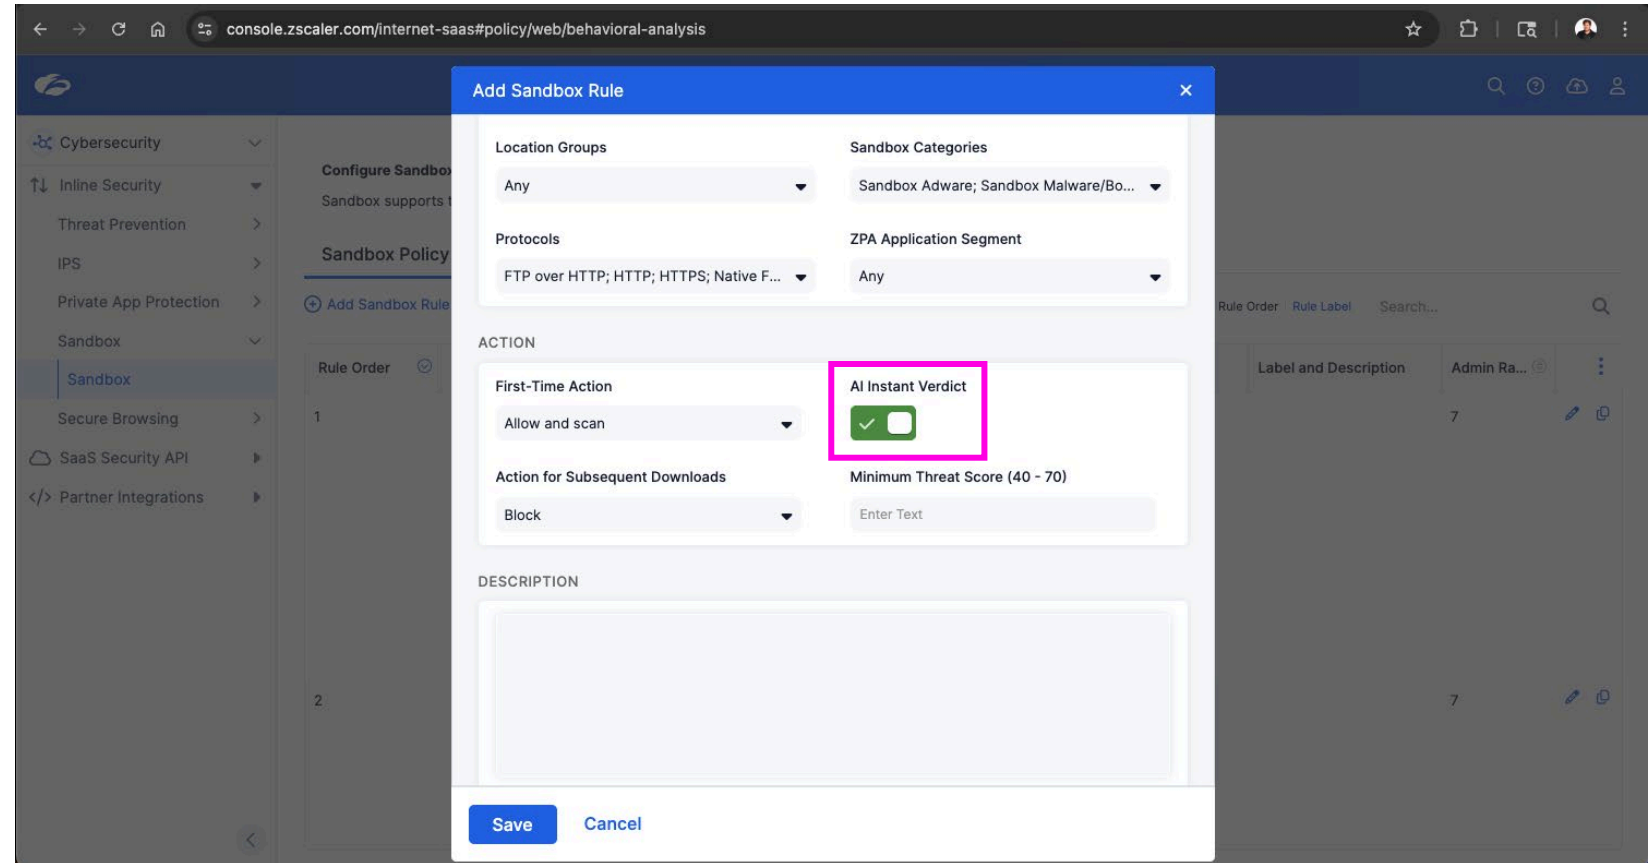 console.zscaler.com/internet-saas#policy/web/behavioral-analysis
Add Sandbox Rule
Cybersecurity
Inline Security
Threat Prevention
IPS
Private App Protection
Sandbox
Sandbox
Secure Browsing
SaaS Security API
Partner Integrations
Configure Sandbox
Sandbox supports t
Sandbox Policy
Add Sandbox Rule
Rule Order Rule Label Search...
Rule Order Label and Description Admin Ra...
1 7
2 7
Location Groups Sandbox Categories
Any Sandbox Adware; Sandbox Malware/Bo...
Protocols ZPA Application Segment
FTP over HTTP; HTTP; HTTPS; Native F... Any
ACTION
First-Time Action AI Instant Verdict
Allow and scan
Action for Subsequent Downloads Minimum Threat Score (40 - 70)
Block Enter Text
DESCRIPTION
Save Cancel